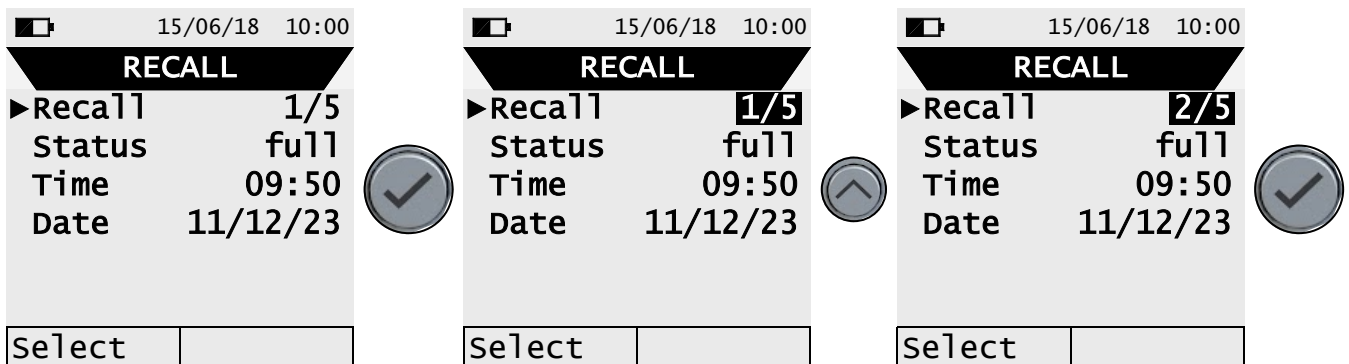 15/06/18 10:00
RECALL
►Recall 1/5
Status full
Time 09:50
Date 11/12/23
Select
15/06/18 10:00
RECALL
►Recall 1/5
Status full
Time 09:50
Date 11/12/23
Select
15/06/18 10:00
RECALL
►Recall 2/5
Status full
Time 09:50
Date 11/12/23
Select